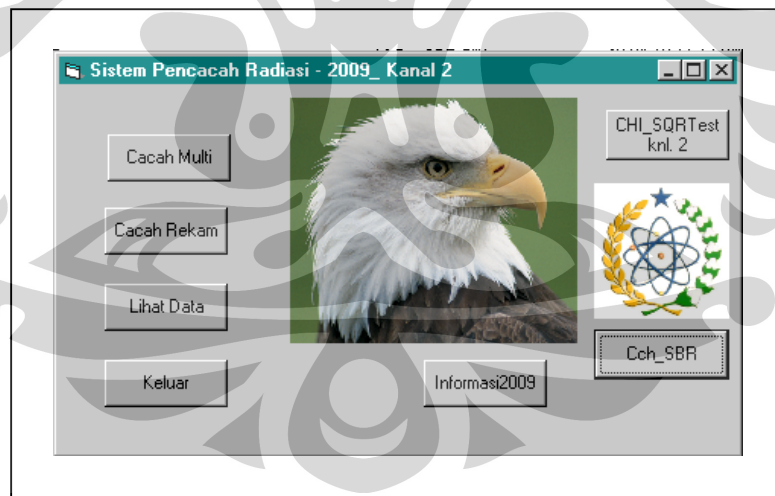 Sistem Pencacah Radiasi - 2009_ Kanal 2
Cacah Multi
Cacah Rekam
Lihat Data
Keluar
Informasi2009
CHI_SQRTest
knl. 2
Cch_SBR